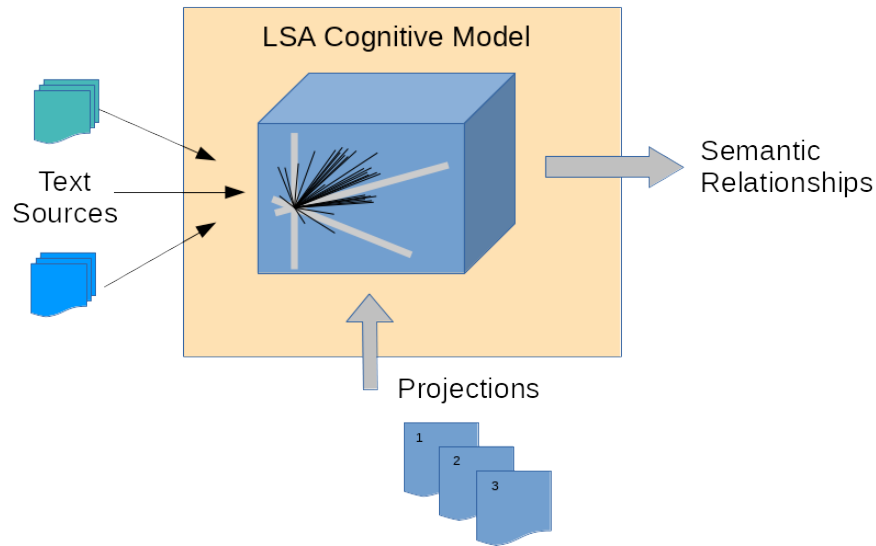 LSA Cognitive Model
Text
Sources
Semantic
Relationships
Projections
1
2
3